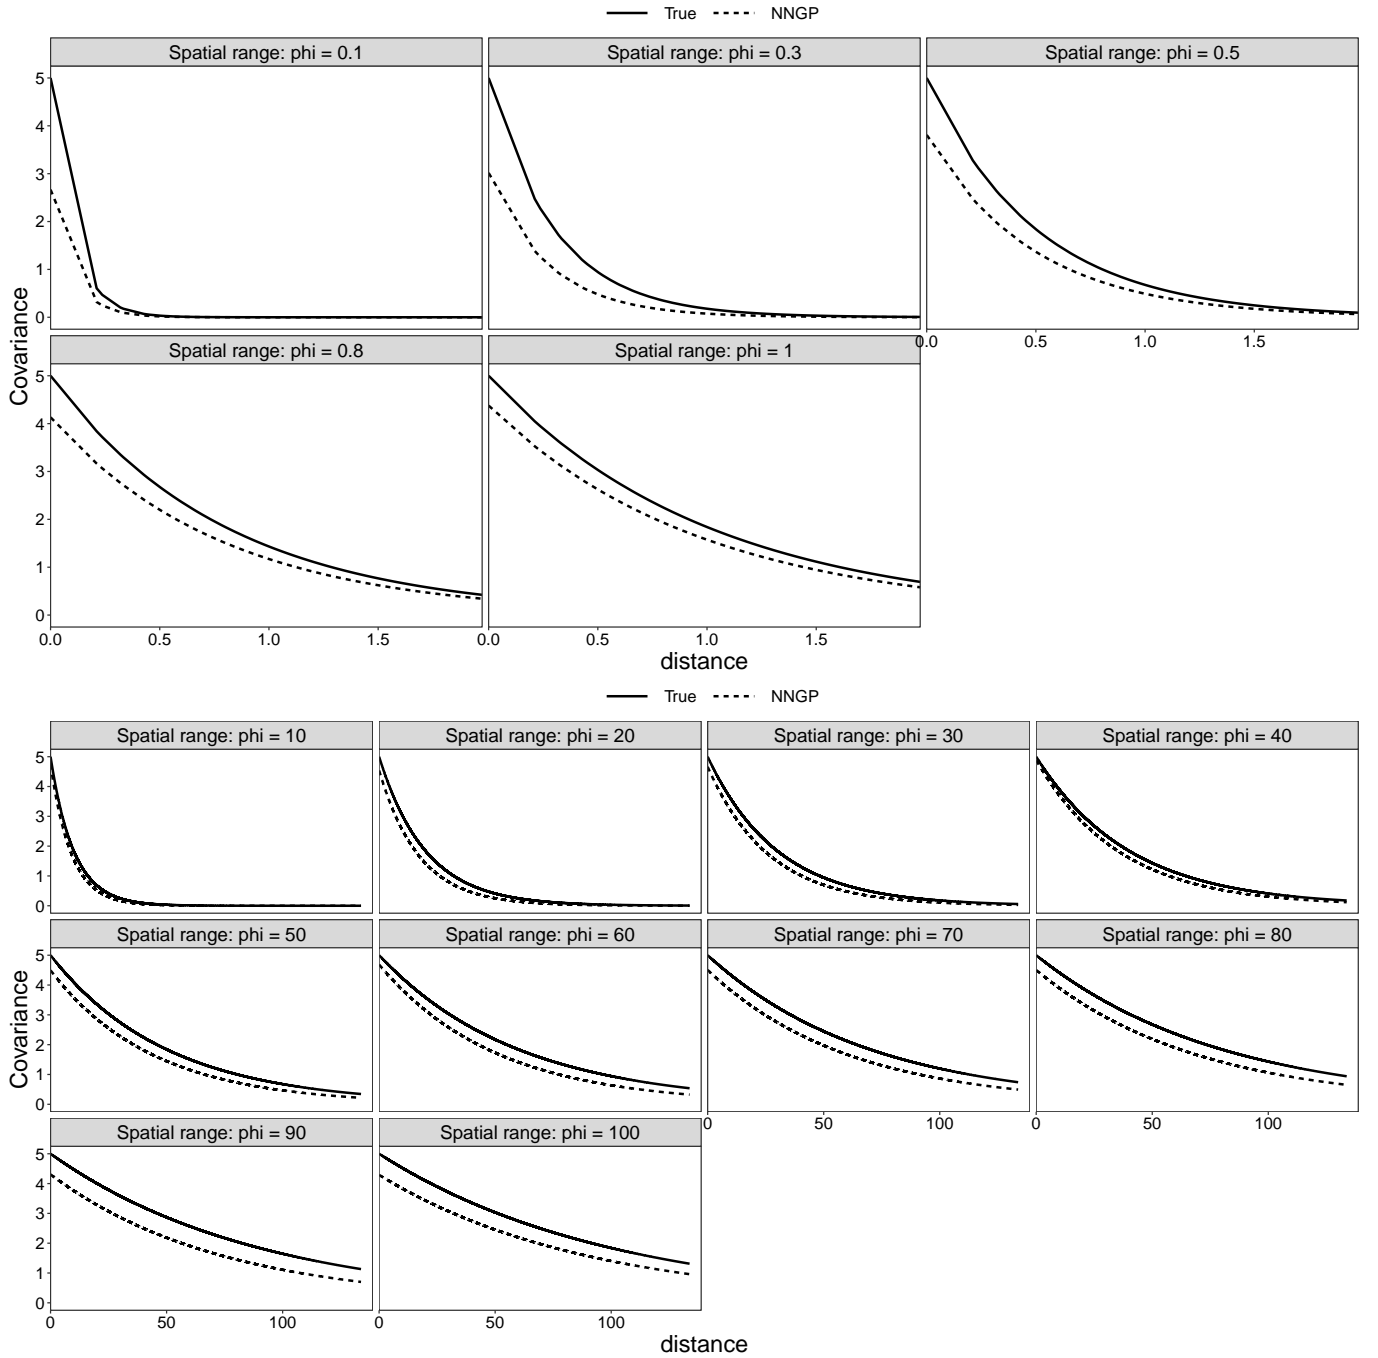 True NNGP
Spatial range: phi = 0.1 Spatial range: phi = 0.3 Spatial range: phi = 0.5
5
4
3
2
1
0
0.0 0.5 1.0 1.5
Spatial range: phi = 0.8 Spatial range: phi = 1
5
4
3
2
1
0
0.0 0.5 1.0 1.5 0.0 0.5 1.0 1.5
Covariance
distance
True NNGP
Spatial range: phi = 10 Spatial range: phi = 20 Spatial range: phi = 30 Spatial range: phi = 40
5
4
3
2
1
0
Spatial range: phi = 50 Spatial range: phi = 60 Spatial range: phi = 70 Spatial range: phi = 80
5
4
3
2
1
0
0 50 100 0 50 100
Spatial range: phi = 90 Spatial range: phi = 100
5
4
3
2
1
0
0 50 100 0 50 100
Covariance
distance